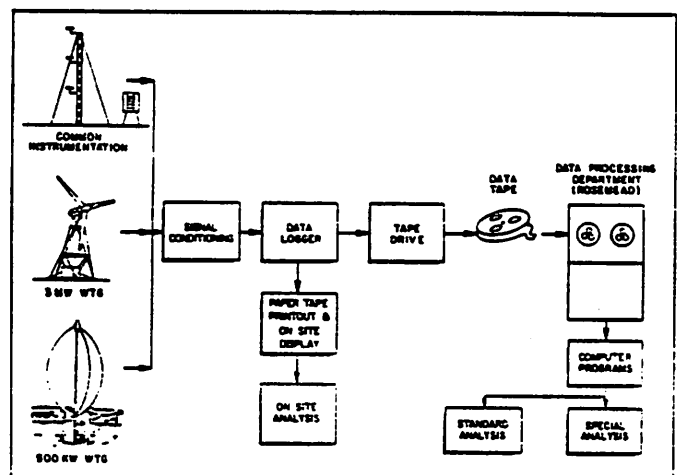 COMMON
INSTRUMENTATION
3 MW WTG
500 KW WTG
SIGNAL
CONDITIONING
DATA
LOGGER
TAPE
DRIVE
DATA
TAPE
DATA PROCESSING
DEPARTMENT
(ROSEMEAD)
PAPER TAPE
PRINTOUT &
ON SITE
DISPLAY
ON SITE
ANALYSIS
COMPUTER
PROGRAMS
STANDARD
ANALYSIS
SPECIAL
ANALYSIS